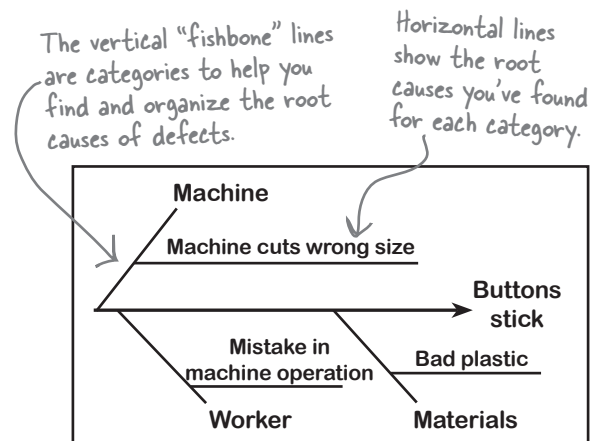 The vertical “fishbone” lines
are categories to help you
find and organize the root
causes of defects.
Horizontal lines
show the root
causes you’ve found
for each category.
Machine
Machine cuts wrong size
Buttons
stick
Mistake in
machine operation
Bad plastic
Worker
Materials